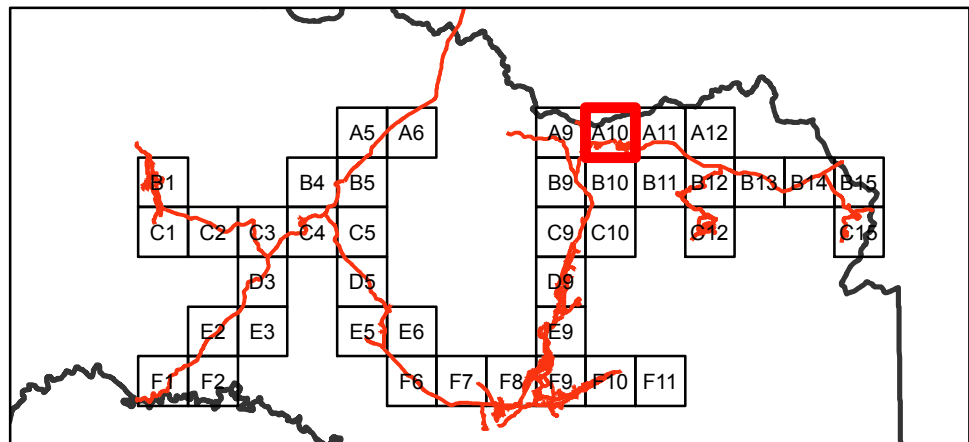 A5 A6 A9 A10 A11 A12
B1 B4 B5 B9 B10 B11 B12 B13 B14 B15
C1 C2 C3 C4 C5 C9 C10 C12 C15
D3 D5 D9
E2 E3 E5 E6 E9
F1 F2 F6 F7 F8 F9 F10 F11